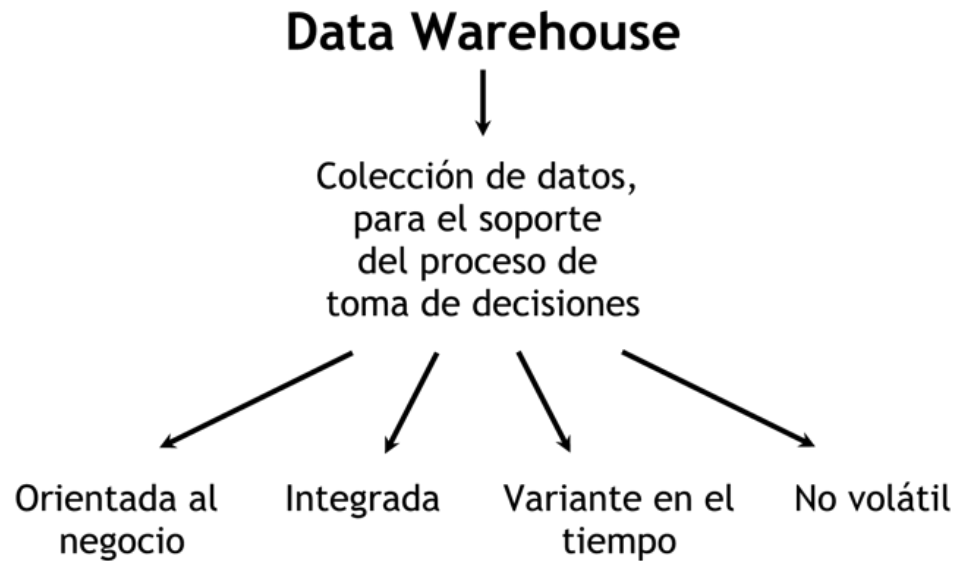 Data Warehouse
Colección de datos,
para el soporte
del proceso de
toma de decisiones
Orientada al
negocio
Integrada
Variante en el
tiempo
No volátil